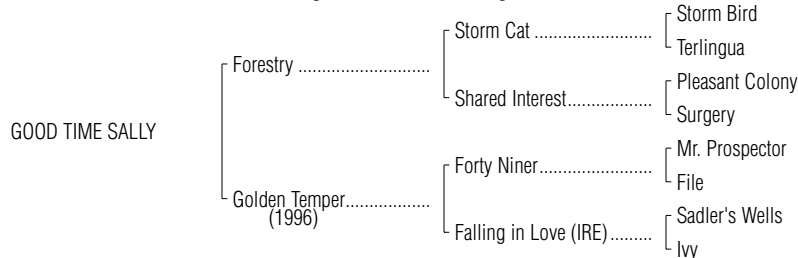 Storm Bird
Storm Cat ........................
Terlingua
Forestry ...........................
Pleasant Colony
Shared Interest.................
Surgery
GOOD TIME SALLY
Mr. Prospector
Forty Niner.......................
File
Golden Temper..................
(1996)
Sadler's Wells
Falling in Love (IRE).........
Ivy